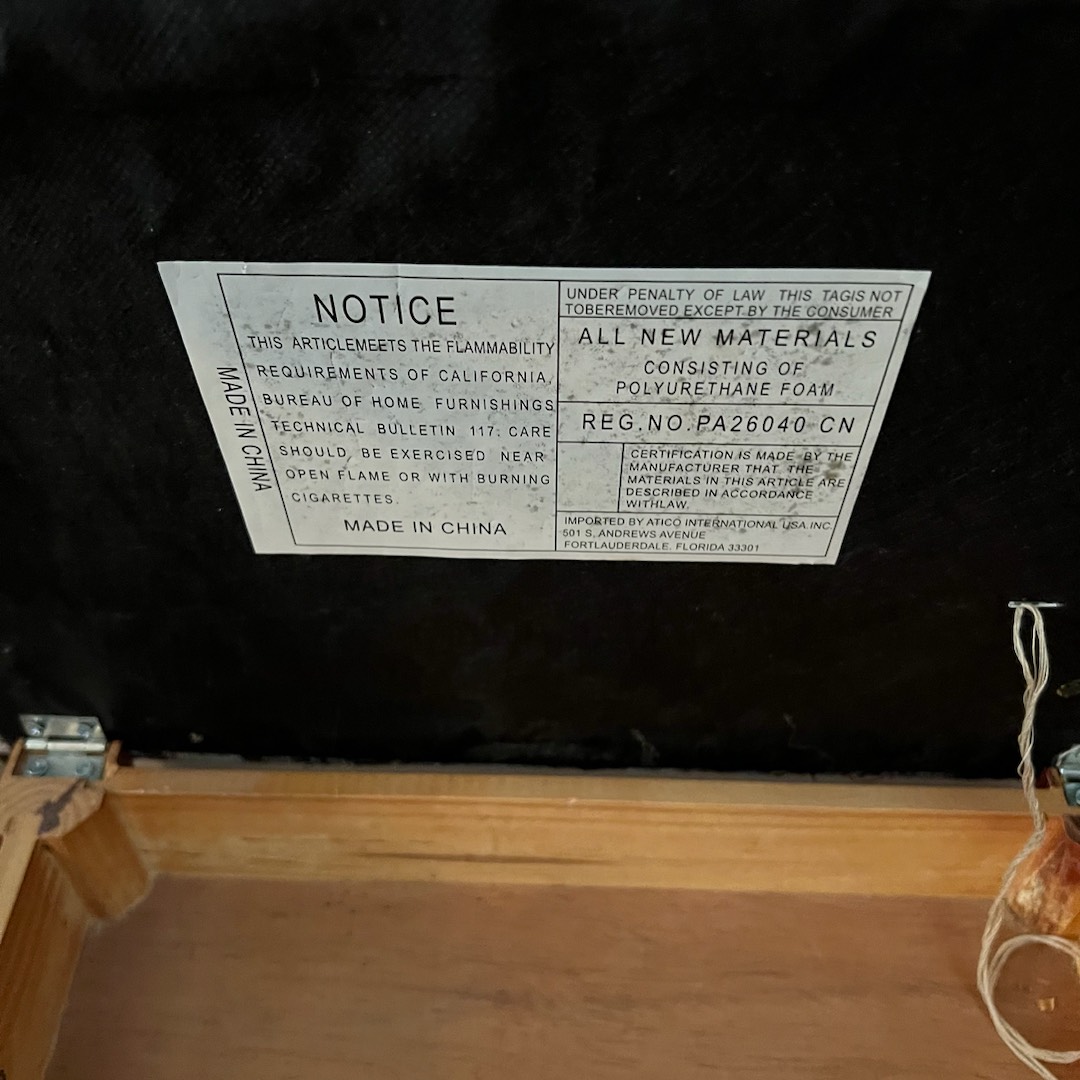 MADE IN CHINA
NOTICE
THIS ARTICLEMEETS THE FLAMMABILITY
REQUIREMENTS OF CALIFORNIA,
BUREAU OF HOME FURNISHINGS
TECHNICAL BULLETIN 117. CARE
SHOULD, BE EXERCISED NEAR
OPEN FLAME OR WITH BURNING
CIGARETTES.
MADE IN CHINA
UNDER PENALTY OF LAW THIS TAGIS NOT
TOBEREMOVED EXCEPT BY THE CONSUMER
ALL NEW MATERIALS
CONSISTING OF
POLYURETHANE FOAM
REG.NO.PA26040 CN
CERTIFICATION IS MADE BY THE
MANUFACTURER THAT THE
MATERIALS IN THIS ARTICLE ARE
DESCRIBED IN ACCORDANCE
WITHLAW.
IMPORTED BY ATICO INTERNATIONAL USA.INC.
501 S. ANDREWS AVENUE
FORTLAUDERDALE. FLORIDA 33301